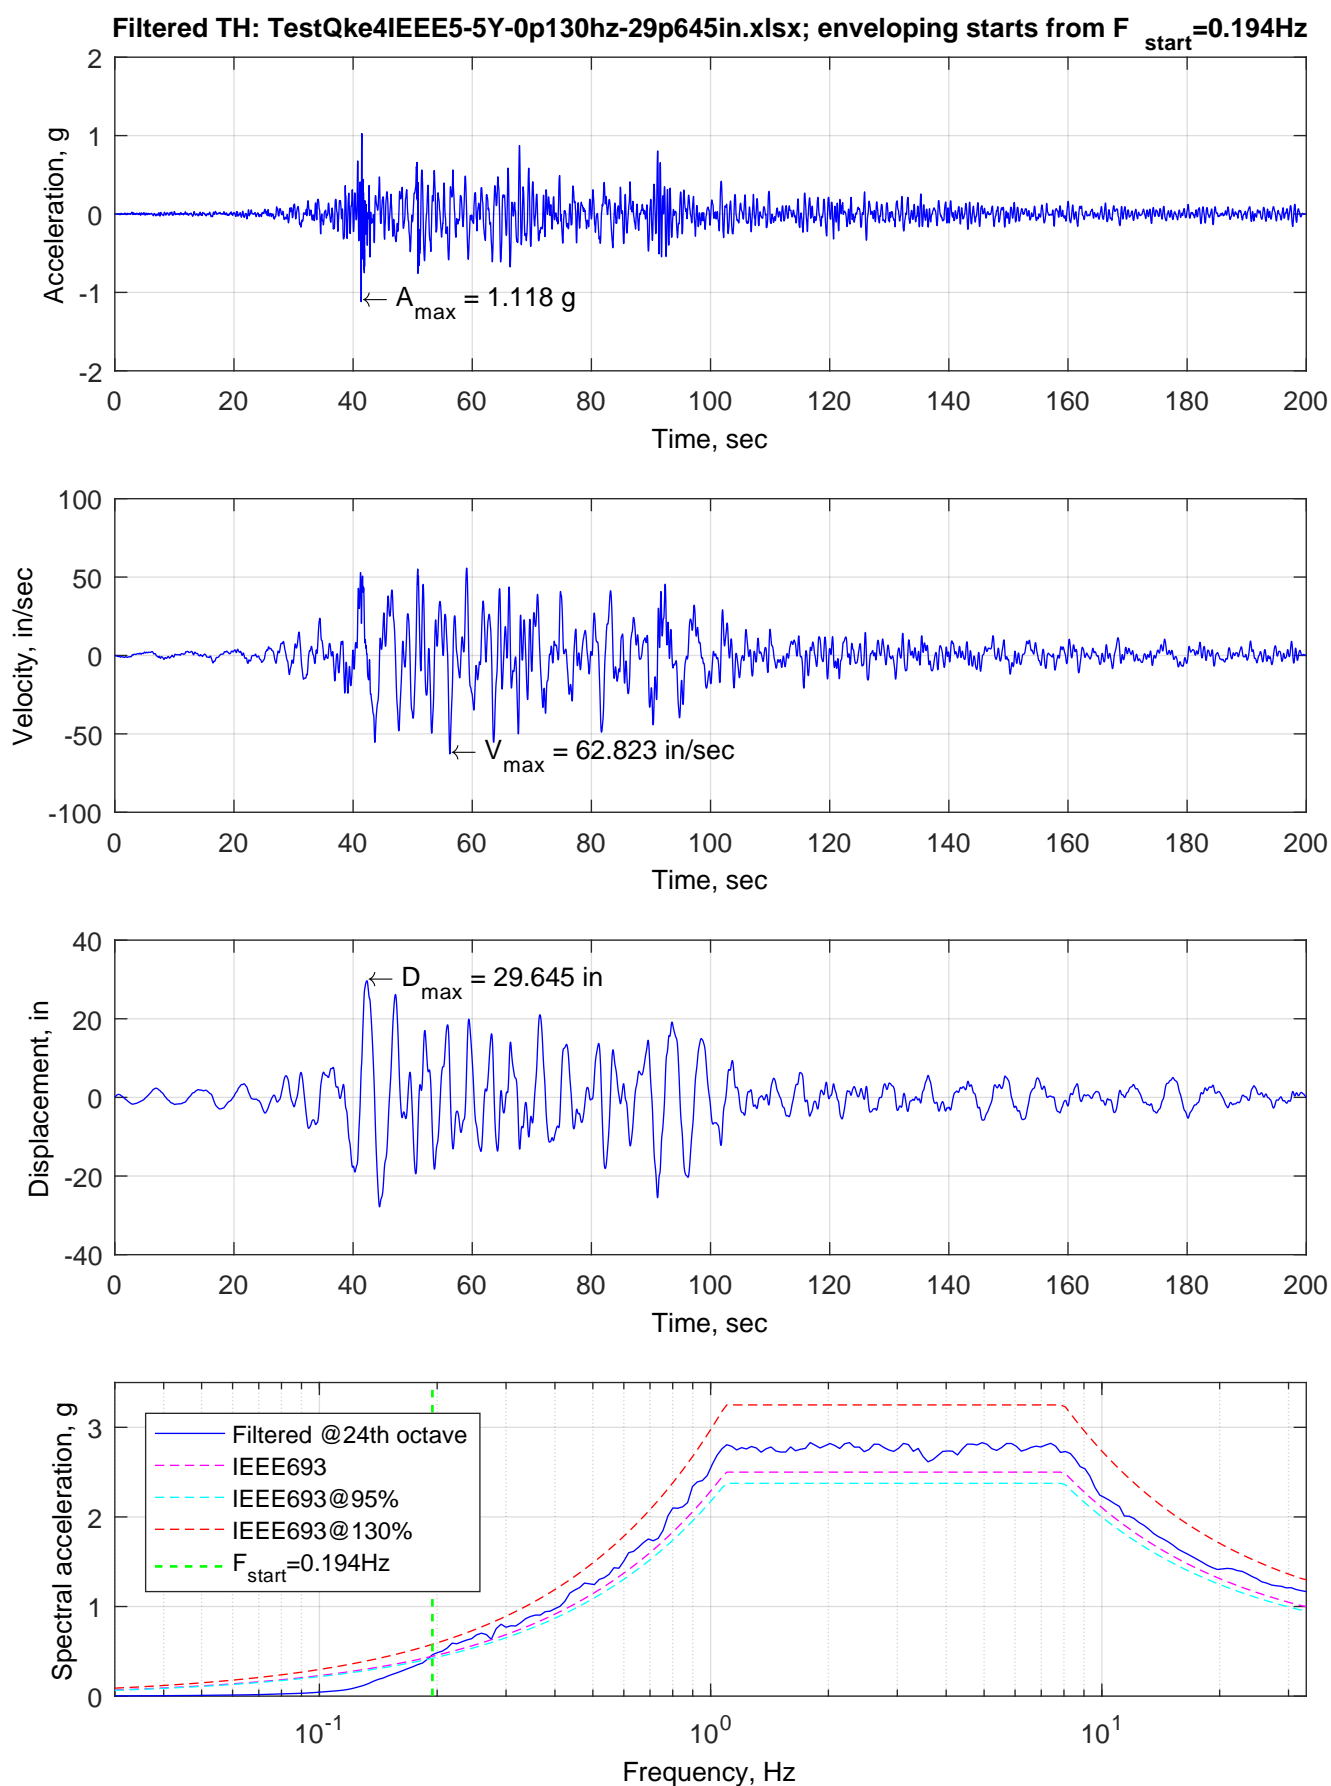 Filtered TH: TestQke4IEEE5-5Y-0p130hz-29p645in.xlsx; enveloping starts from F start=0.194Hz
2
1
0
-1
-2
Acceleration, g
← Amax = 1.118 g
0 20 40 60 80 100 120 140 160 180 200
Time, sec
100
50
0
-50
-100
Velocity, in/sec
← Vmax = 62.823 in/sec
0 20 40 60 80 100 120 140 160 180 200
Time, sec
40
20
0
-20
-40
Displacement, in
← Dmax = 29.645 in
0 20 40 60 80 100 120 140 160 180 200
Time, sec
3
2
1
0
Spectral acceleration, g
Filtered @24th octave
IEEE693
IEEE693@95%
IEEE693@130%
Fstart=0.194Hz
10-1 100 101
Frequency, Hz